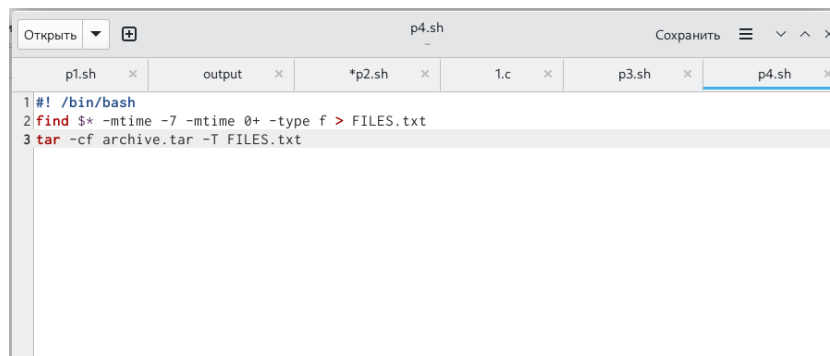 Открыть p4.sh Сохранить
~
p1.sh output *p2.sh 1.c p3.sh p4.sh
1 #! /bin/bash
2 find $* -mtime -7 -mtime 0+ -type f > FILES.txt
3 tar -cf archive.tar -T FILES.txt